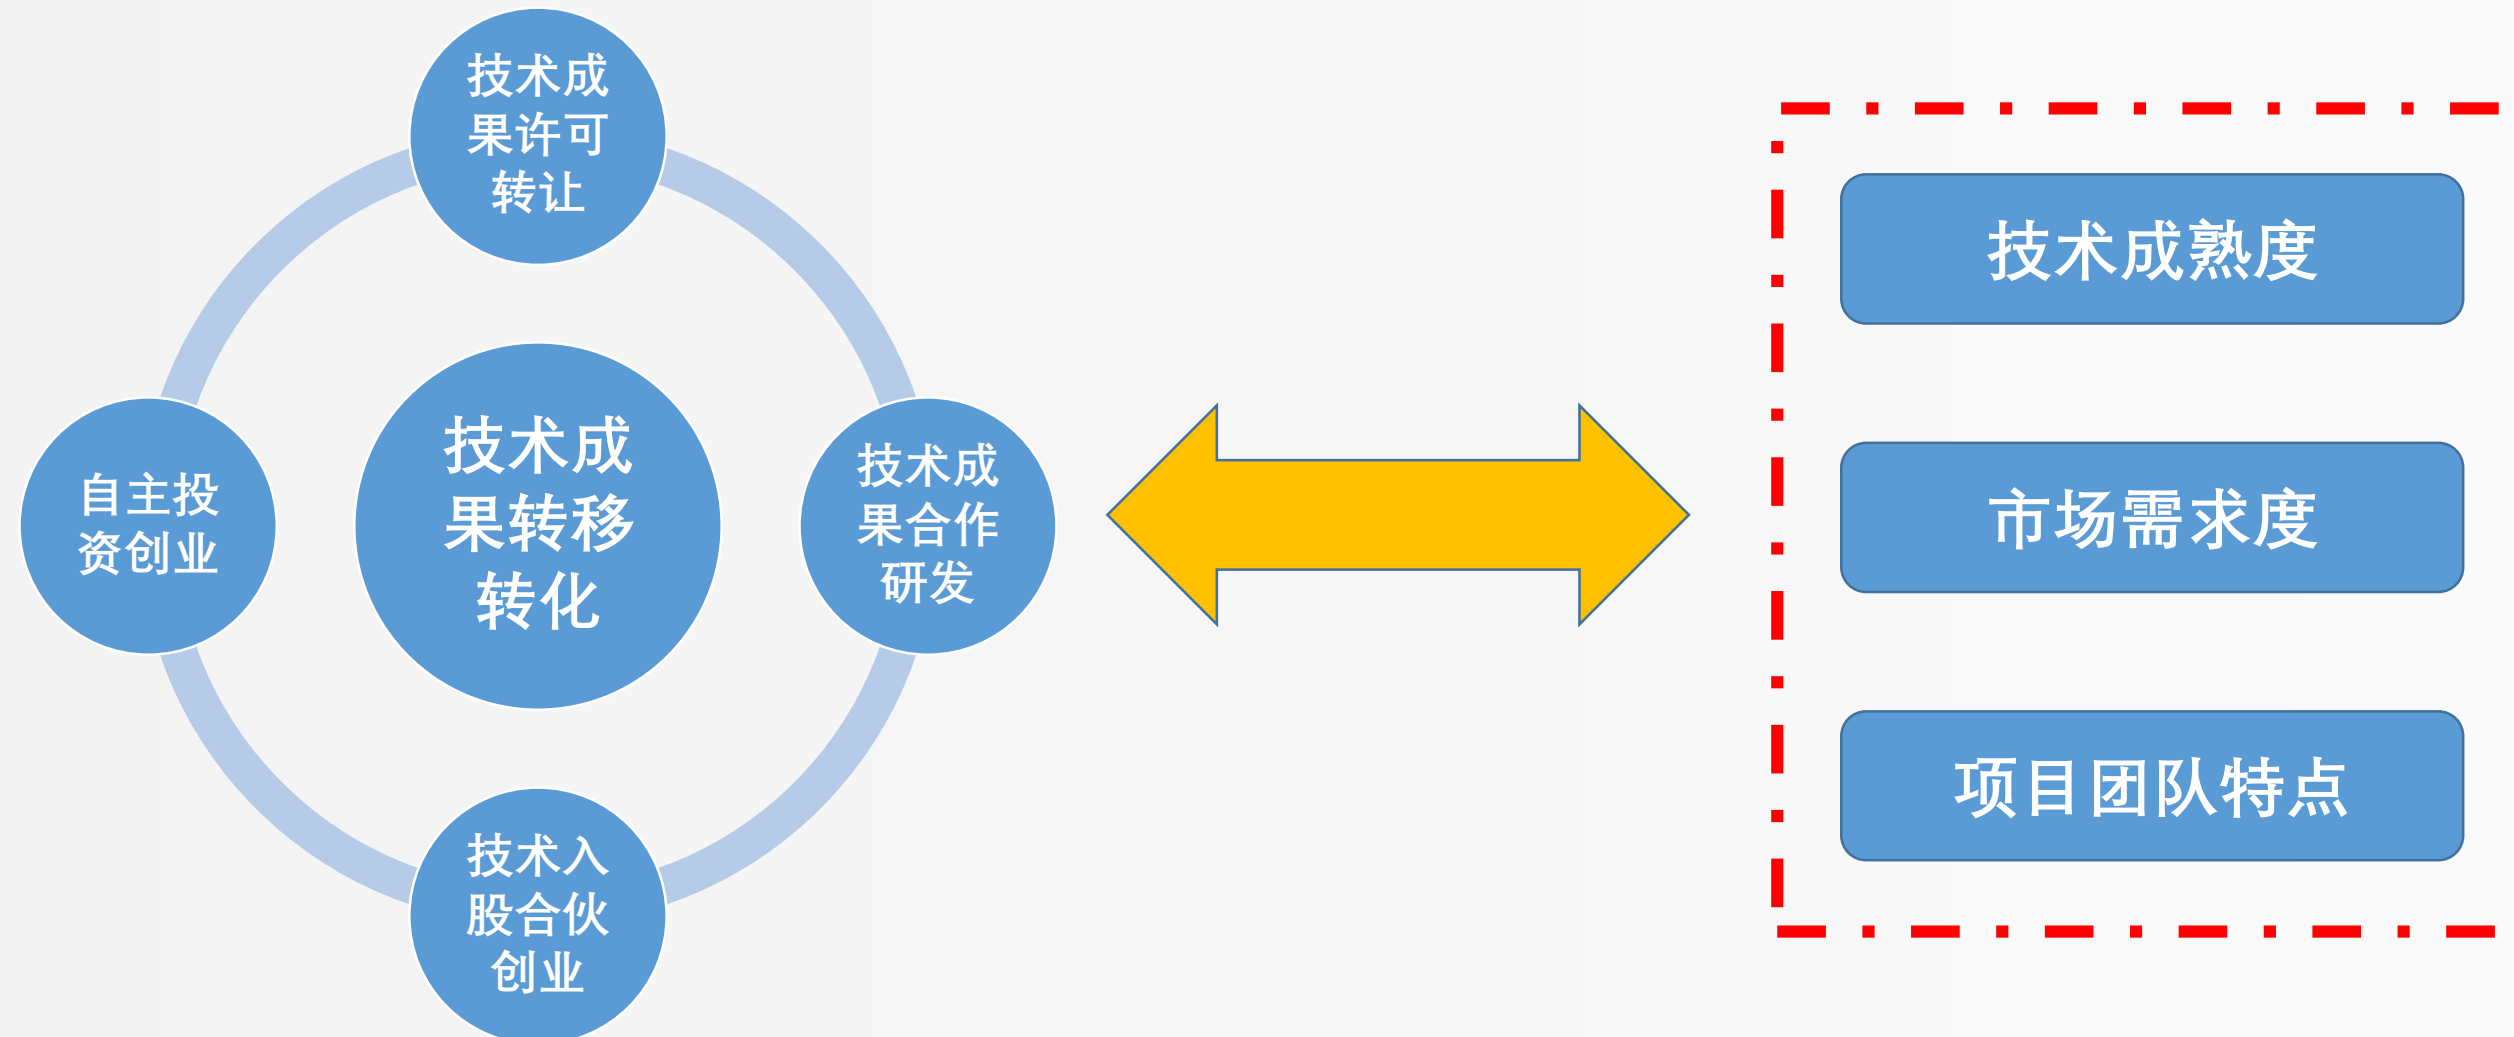 技术成
果许可
转让
自主投
资创业
技术成
果转移
转化
技术成
果合作
研发
技术入
股合伙
创业
技术成熟度
市场需求度
项目团队特点